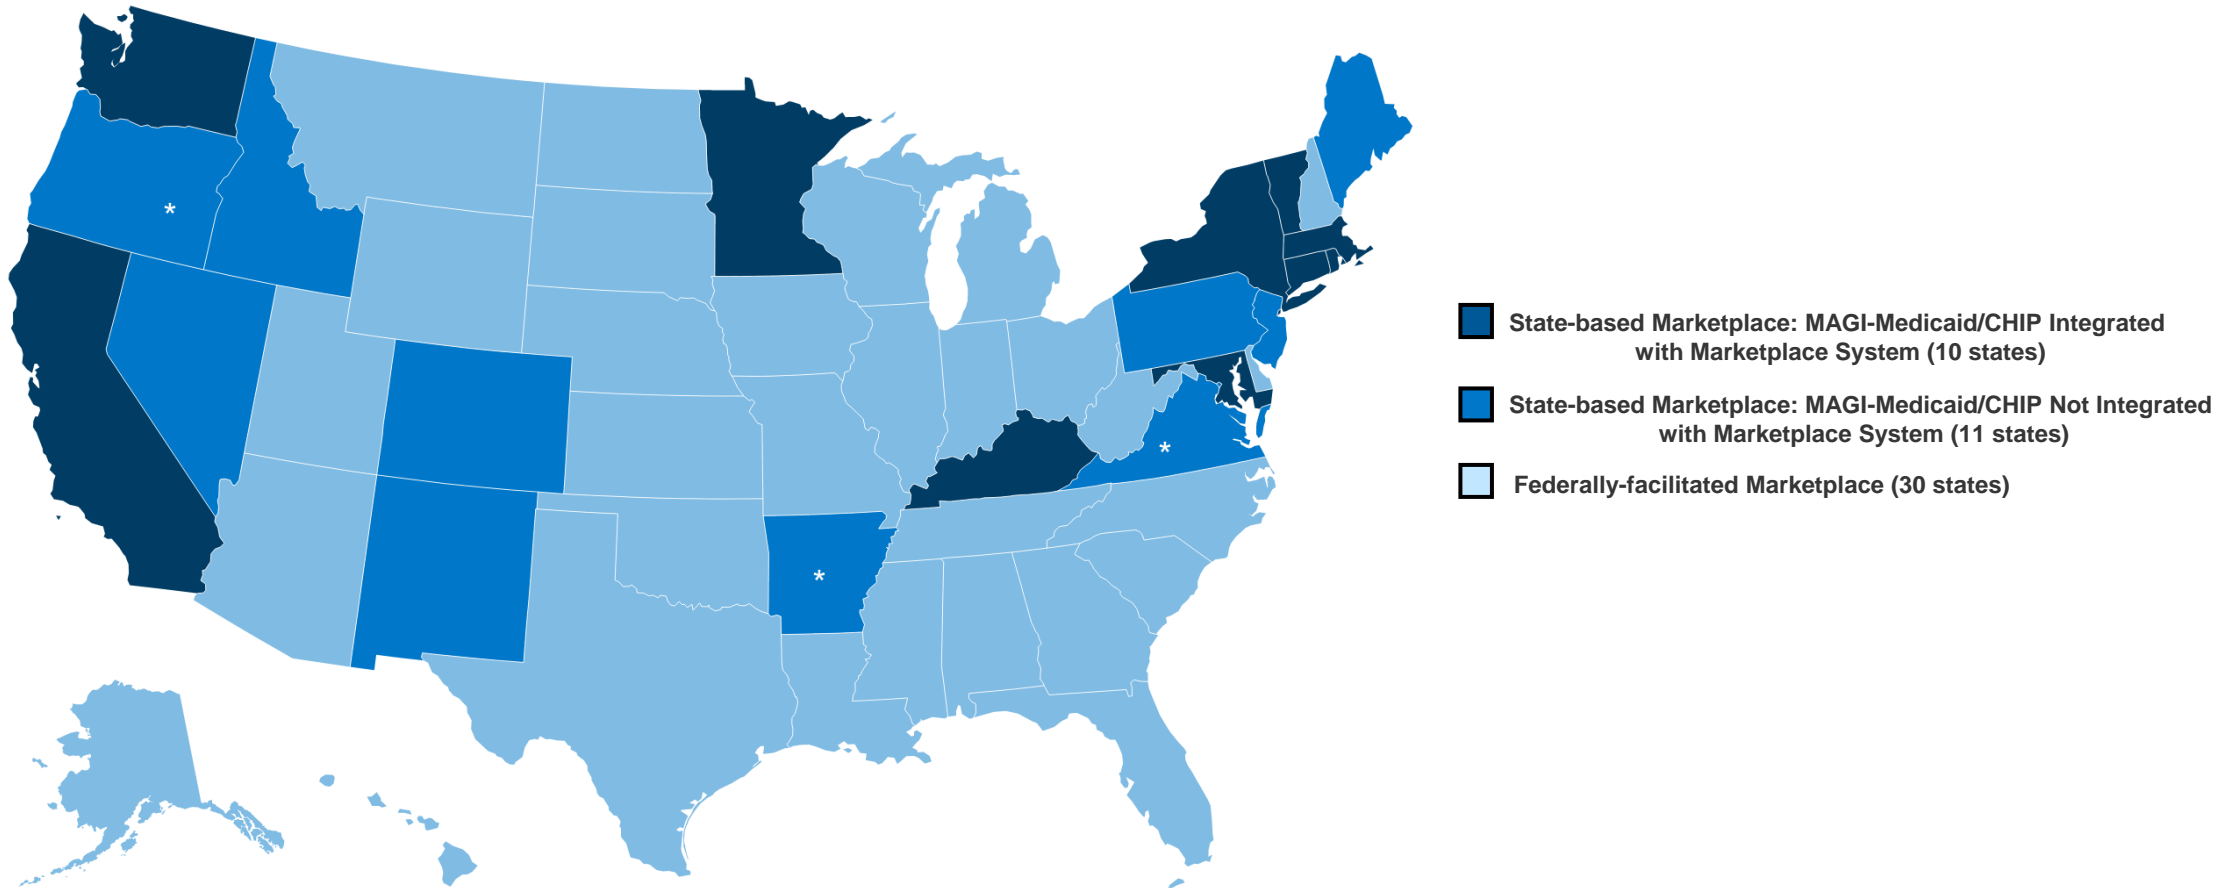 *
*
*
State-based Marketplace: MAGI-Medicaid/CHIP Integrated
with Marketplace System (10 states)
State-based Marketplace: MAGI-Medicaid/CHIP Not Integrated
with Marketplace System (11 states)
Federally-facilitated Marketplace (30 states)